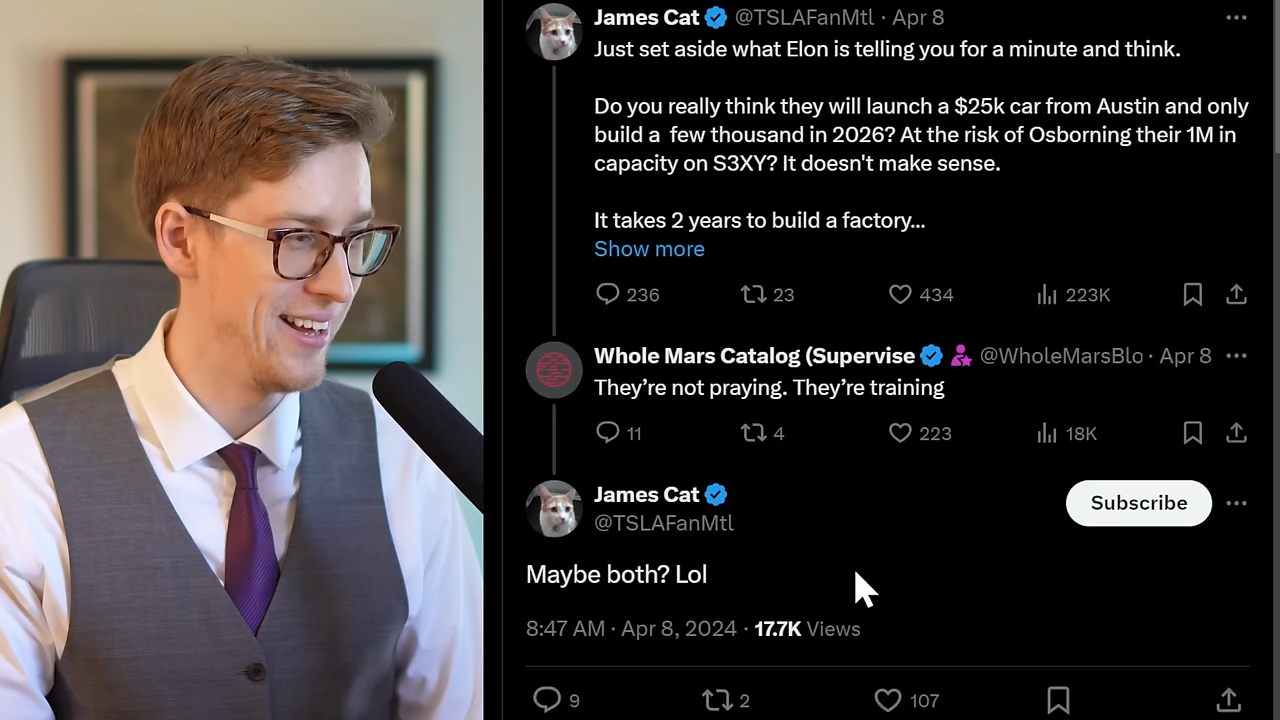 James Cat @TSLAFanMtl · Apr 8
Just set aside what Elon is telling you for a minute and think.
Do you really think they will launch a $25k car from Austin and only
build a few thousand in 2026? At the risk of Osborning their 1M in
capacity on S3XY? It doesn't make sense.
It takes 2 years to build a factory...
Show more
236 23 434 223K
Whole Mars Catalog (Supervise @WholeMarsBlo · Apr 8
They’re not praying. They’re training
11 4 223 18K
James Cat
Subscribe
@TSLAFanMtl
Maybe both? Lol
8:47 AM · Apr 8, 2024 · 17.7K Views
9 2 107